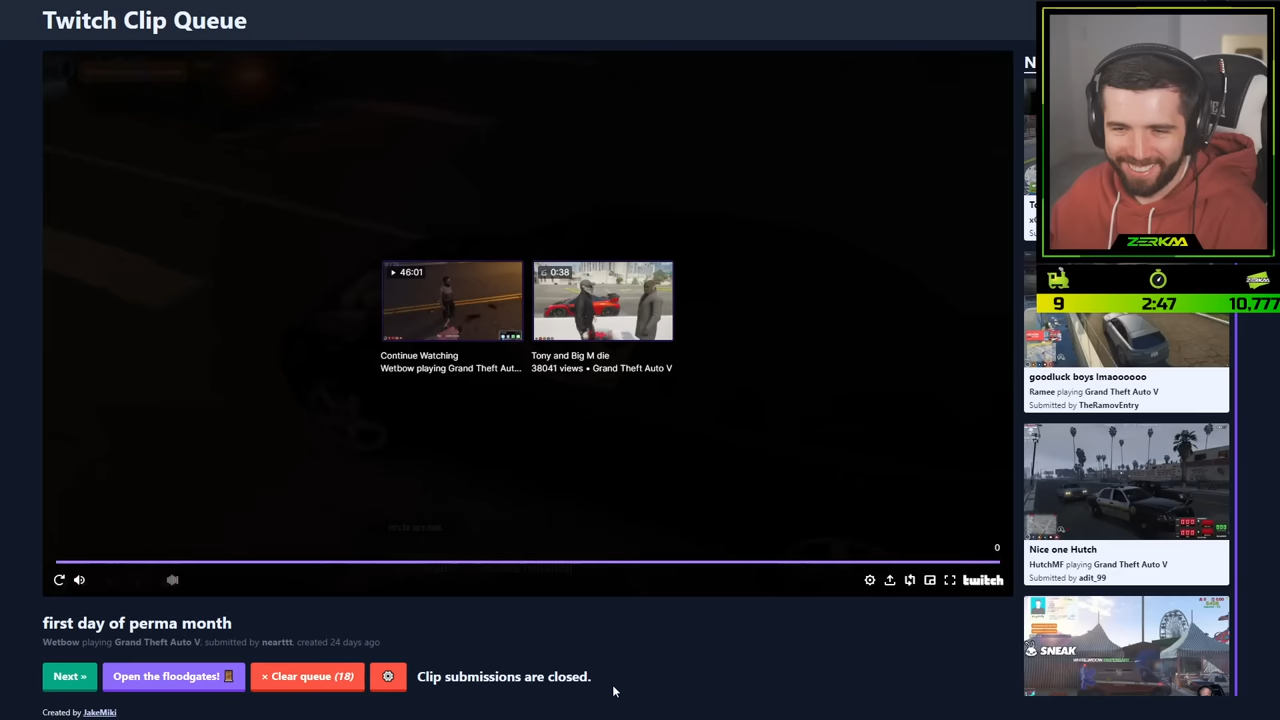 Twitch Clip Queue
46:01
0:38
Continue Watching
Wetbow playing Grand Theft Aut...
Tony and Big M die
38041 views • Grand Theft Auto V
0
twitch
first day of perma month
Wetbow playing Grand Theft Auto V, submitted by nearttt, created 24 days ago
Next »
Open the floodgates!
× Clear queue (18)
Clip submissions are closed.
Created by JakeMiki
N
ZERKAA
9
2:47
10,777
goodluck boys lmaoooooo
Ramee playing Grand Theft Auto V
Submitted by TheRamovEntry
Nice one Hutch
HutchMF playing Grand Theft Auto V
Submitted by adit_99
SNEAK